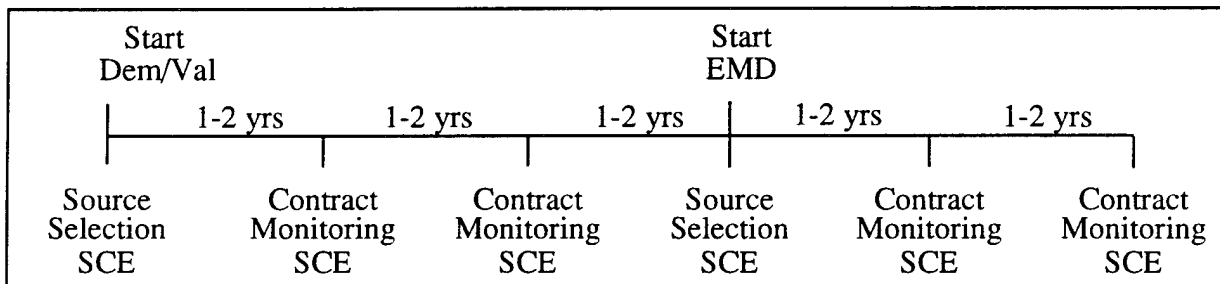 Start
Dem/Val
Start
EMD
1-2 yrs
1-2 yrs
1-2 yrs
1-2 yrs
1-2 yrs
Source
Selection
SCE
Contract
Monitoring
SCE
Contract
Monitoring
SCE
Source
Selection
SCE
Contract
Monitoring
SCE
Contract
Monitoring
SCE